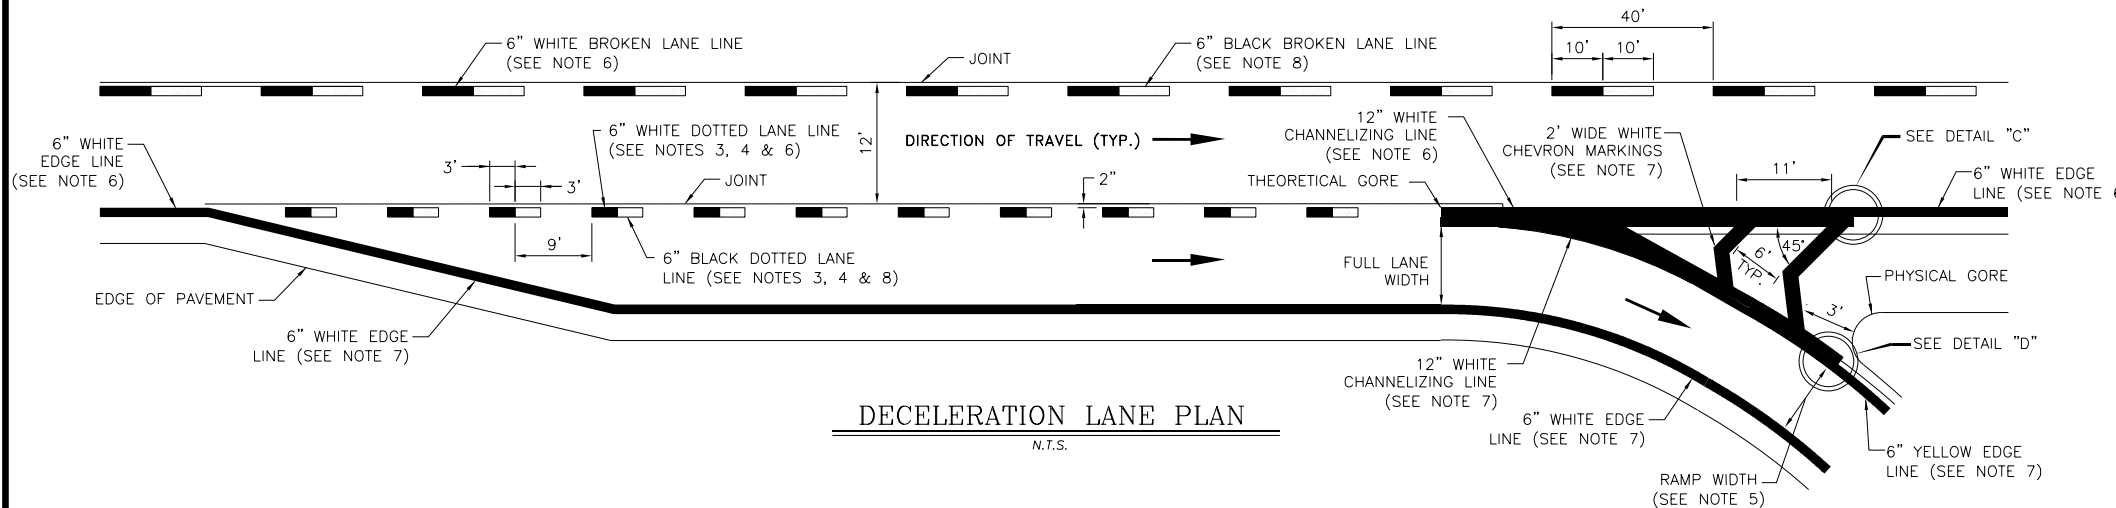 40'
6" WHITE BROKEN LANE LINE
(SEE NOTE 6)
JOINT
6" BLACK BROKEN LANE LINE
(SEE NOTE 8)
10'
10'
6" WHITE
EDGE LINE
(SEE NOTE 6)
6" WHITE DOTTED LANE LINE
(SEE NOTES 3, 4 & 6)
12'
DIRECTION OF TRAVEL (TYP.)
12" WHITE
CHANNELIZING LINE
(SEE NOTE 6)
2' WIDE WHITE
CHEVRON MARKINGS
(SEE NOTE 7)
SEE DETAIL "C"
3'
3'
JOINT
2"
THEORETICAL GORE
11'
6" WHITE EDGE
LINE (SEE NOTE 6
9'
6" BLACK DOTTED LANE
LINE (SEE NOTES 3, 4 & 8)
FULL LANE
WIDTH
45°
6'
TYP.
EDGE OF PAVEMENT
PHYSICAL GORE
3'
6" WHITE EDGE
LINE (SEE NOTE 7)
SEE DETAIL "D"
12" WHITE
CHANNELIZING LINE
(SEE NOTE 7)
DECELERATION LANE PLAN
N.T.S.
6" WHITE EDGE
LINE (SEE NOTE 7)
6" YELLOW EDGE
LINE (SEE NOTE 7)
RAMP WIDTH
(SEE NOTE 5)